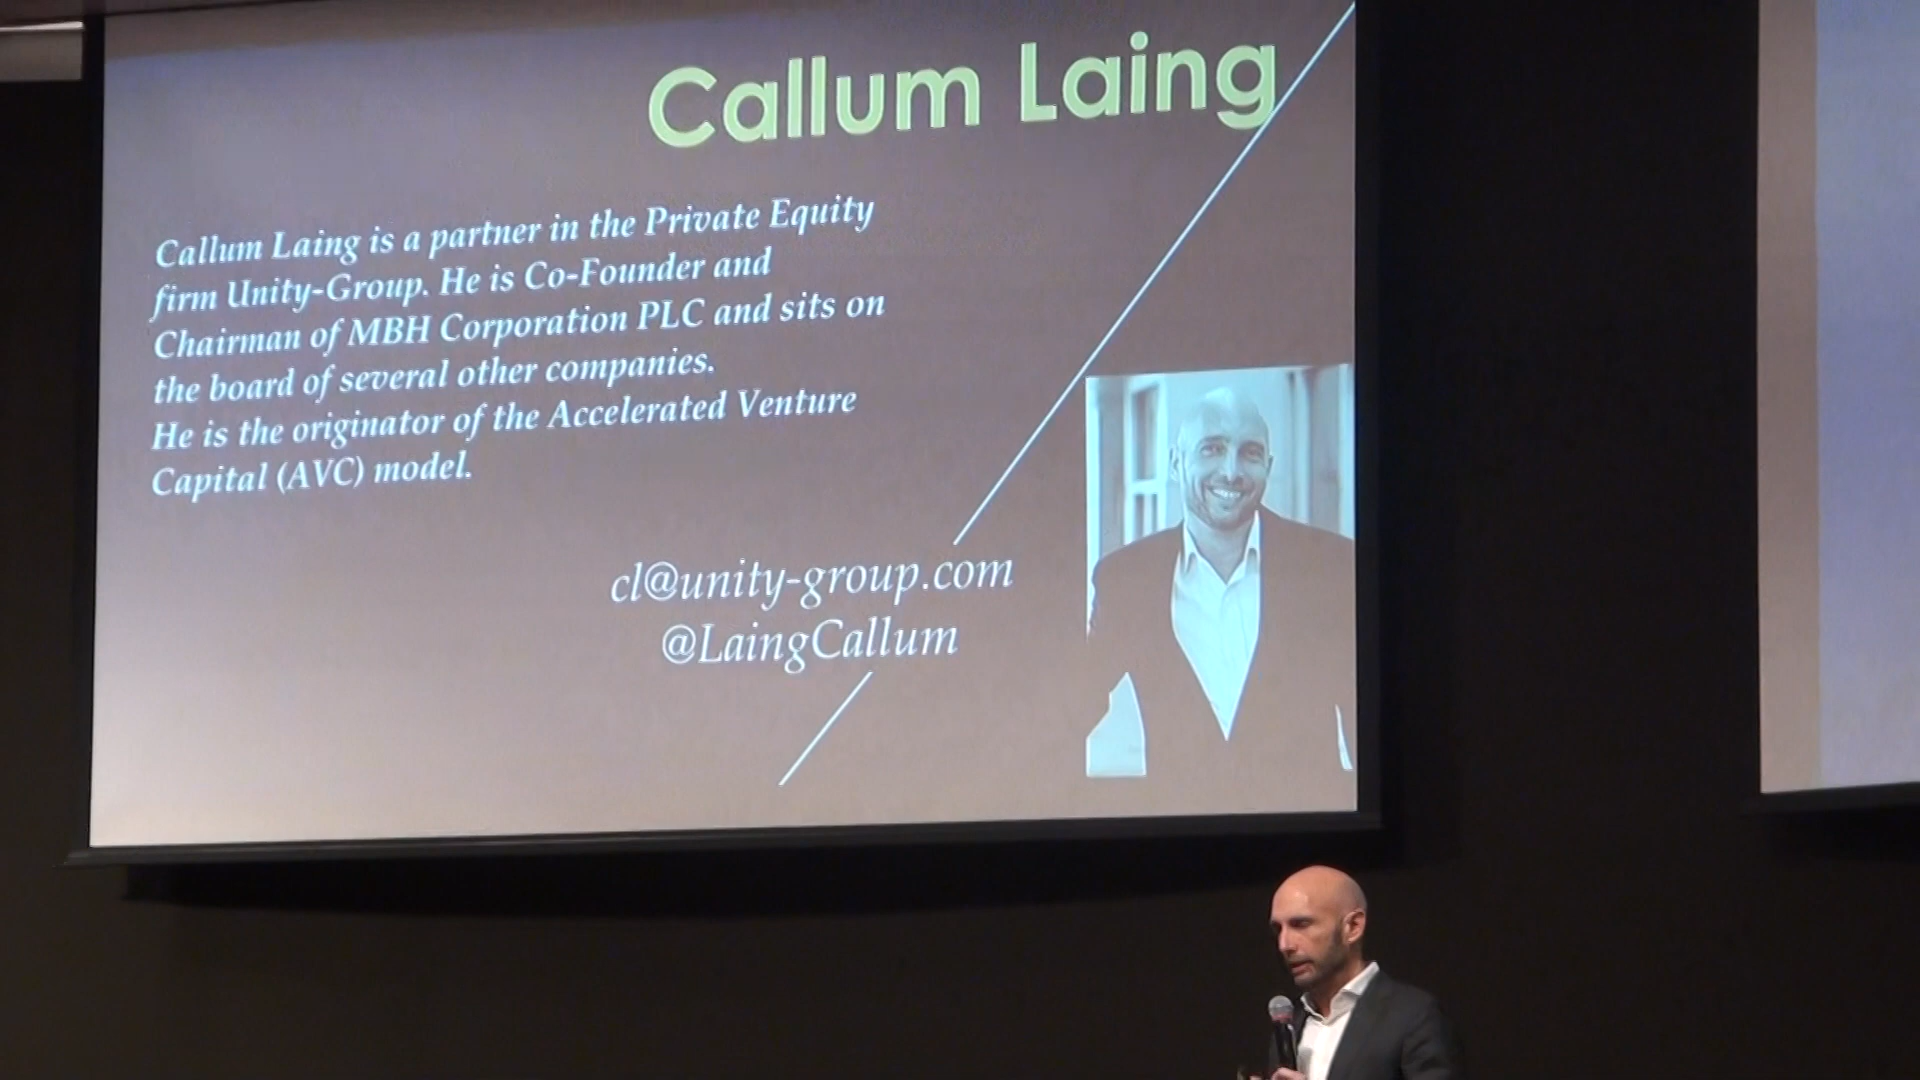 Callum Laing
Callum Laing is a partner in the Private Equity
firm Unity-Group. He is Co-Founder and
Chairman of MBH Corporation PLC and sits on
the board of several other companies.
He is the originator of the Accelerated Venture
Capital (AVC) model.
cl@unity-group.com
@LaingCallum